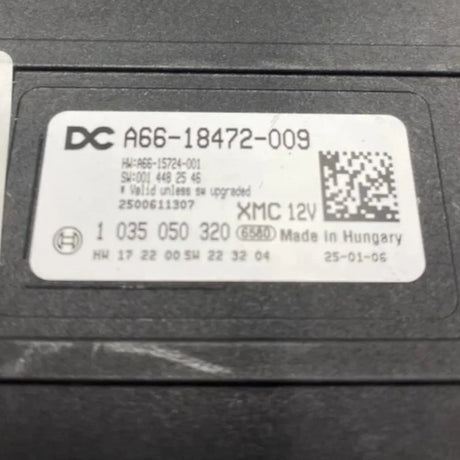 DC A66-18472-009
HW:A66-15724-001
SW:001 448 25 46
* Valid unless sw upgraded
2500611307
XMC 12V
1 035 050 320 6580 Made in Hungary
HW 17 22 00 SW 22 32 04 25-01-06